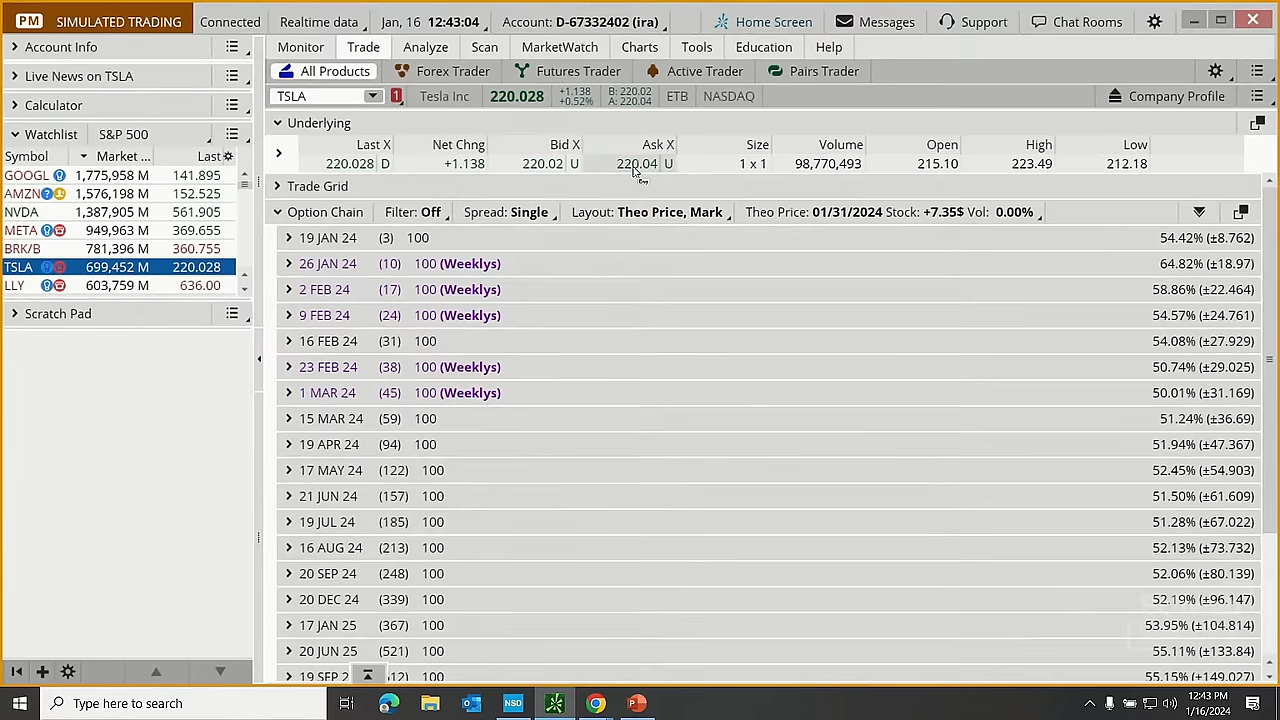 PM SIMULATED TRADING Connected Realtime data Jan, 16 12:43:04 Account: D-67332402 (ira) Home Screen Messages Support Chat Rooms
Account Info
Monitor Trade Analyze Scan MarketWatch Charts Tools Education Help
Live News on TSLA
All Products Forex Trader Futures Trader Active Trader Pairs Trader
Calculator
TSLA 1 Tesla Inc 220.028 +1.138 +0.52% B: 220.02 A: 220.04 ETB NASDAQ Company Profile
Watchlist S&P 500
Underlying
Symbol Market ... Last
Last X Net Chng Bid X Ask X Size Volume Open High Low
220.028 D +1.138 220.02 U 220.04 U 1 x 1 98,770,493 215.10 223.49 212.18
GOOGL 1,775,958 M 141.895
AMZN 1,576,198 M 152.525
NVDA 1,387,905 M 561.905
META 949,963 M 369.655
BRK/B 781,396 M 360.755
TSLA 699,452 M 220.028
LLY 603,759 M 636.00
Scratch Pad
Trade Grid
Option Chain Filter: Off Spread: Single Layout: Theo Price, Mark Theo Price: 01/31/2024 Stock: +7.35$ Vol: 0.00%
19 JAN 24 (3) 100 54.42% (±8.762)
26 JAN 24 (10) 100 (Weeklys) 64.82% (±18.97)
2 FEB 24 (17) 100 (Weeklys) 58.86% (±22.464)
9 FEB 24 (24) 100 (Weeklys) 54.57% (±24.761)
16 FEB 24 (31) 100 54.08% (±27.929)
23 FEB 24 (38) 100 (Weeklys) 50.74% (±29.025)
1 MAR 24 (45) 100 (Weeklys) 50.01% (±31.169)
15 MAR 24 (59) 100 51.24% (±36.69)
19 APR 24 (94) 100 51.94% (±47.367)
17 MAY 24 (122) 100 52.45% (±54.903)
21 JUN 24 (157) 100 51.50% (±61.609)
19 JUL 24 (185) 100 51.28% (±67.022)
16 AUG 24 (213) 100 52.13% (±73.732)
20 SEP 24 (248) 100 52.06% (±80.139)
20 DEC 24 (339) 100 52.19% (±96.147)
17 JAN 25 (367) 100 53.95% (±104.814)
20 JUN 25 (521) 100 55.11% (±133.84)
19 SEP 2 12) 100 55.15% (±149.027)
Type here to search NSD 12:43 PM
1/16/2024